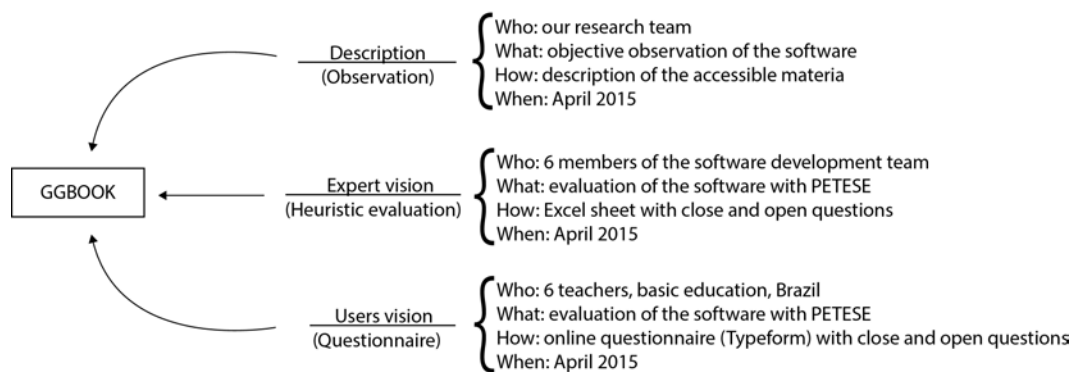 Description
(Observation)
Who: our research team
What: objective observation of the software
How: description of the accessible materia
When: April 2015
GGBOOK
Expert vision
(Heuristic evaluation)
Who: 6 members of the software development team
What: evaluation of the software with PETESE
How: Excel sheet with close and open questions
When: April 2015
Users vision
(Questionnaire)
Who: 6 teachers, basic education, Brazil
What: evaluation of the software with PETESE
How: online questionnaire (Typeform) with close and open questions
When: April 2015